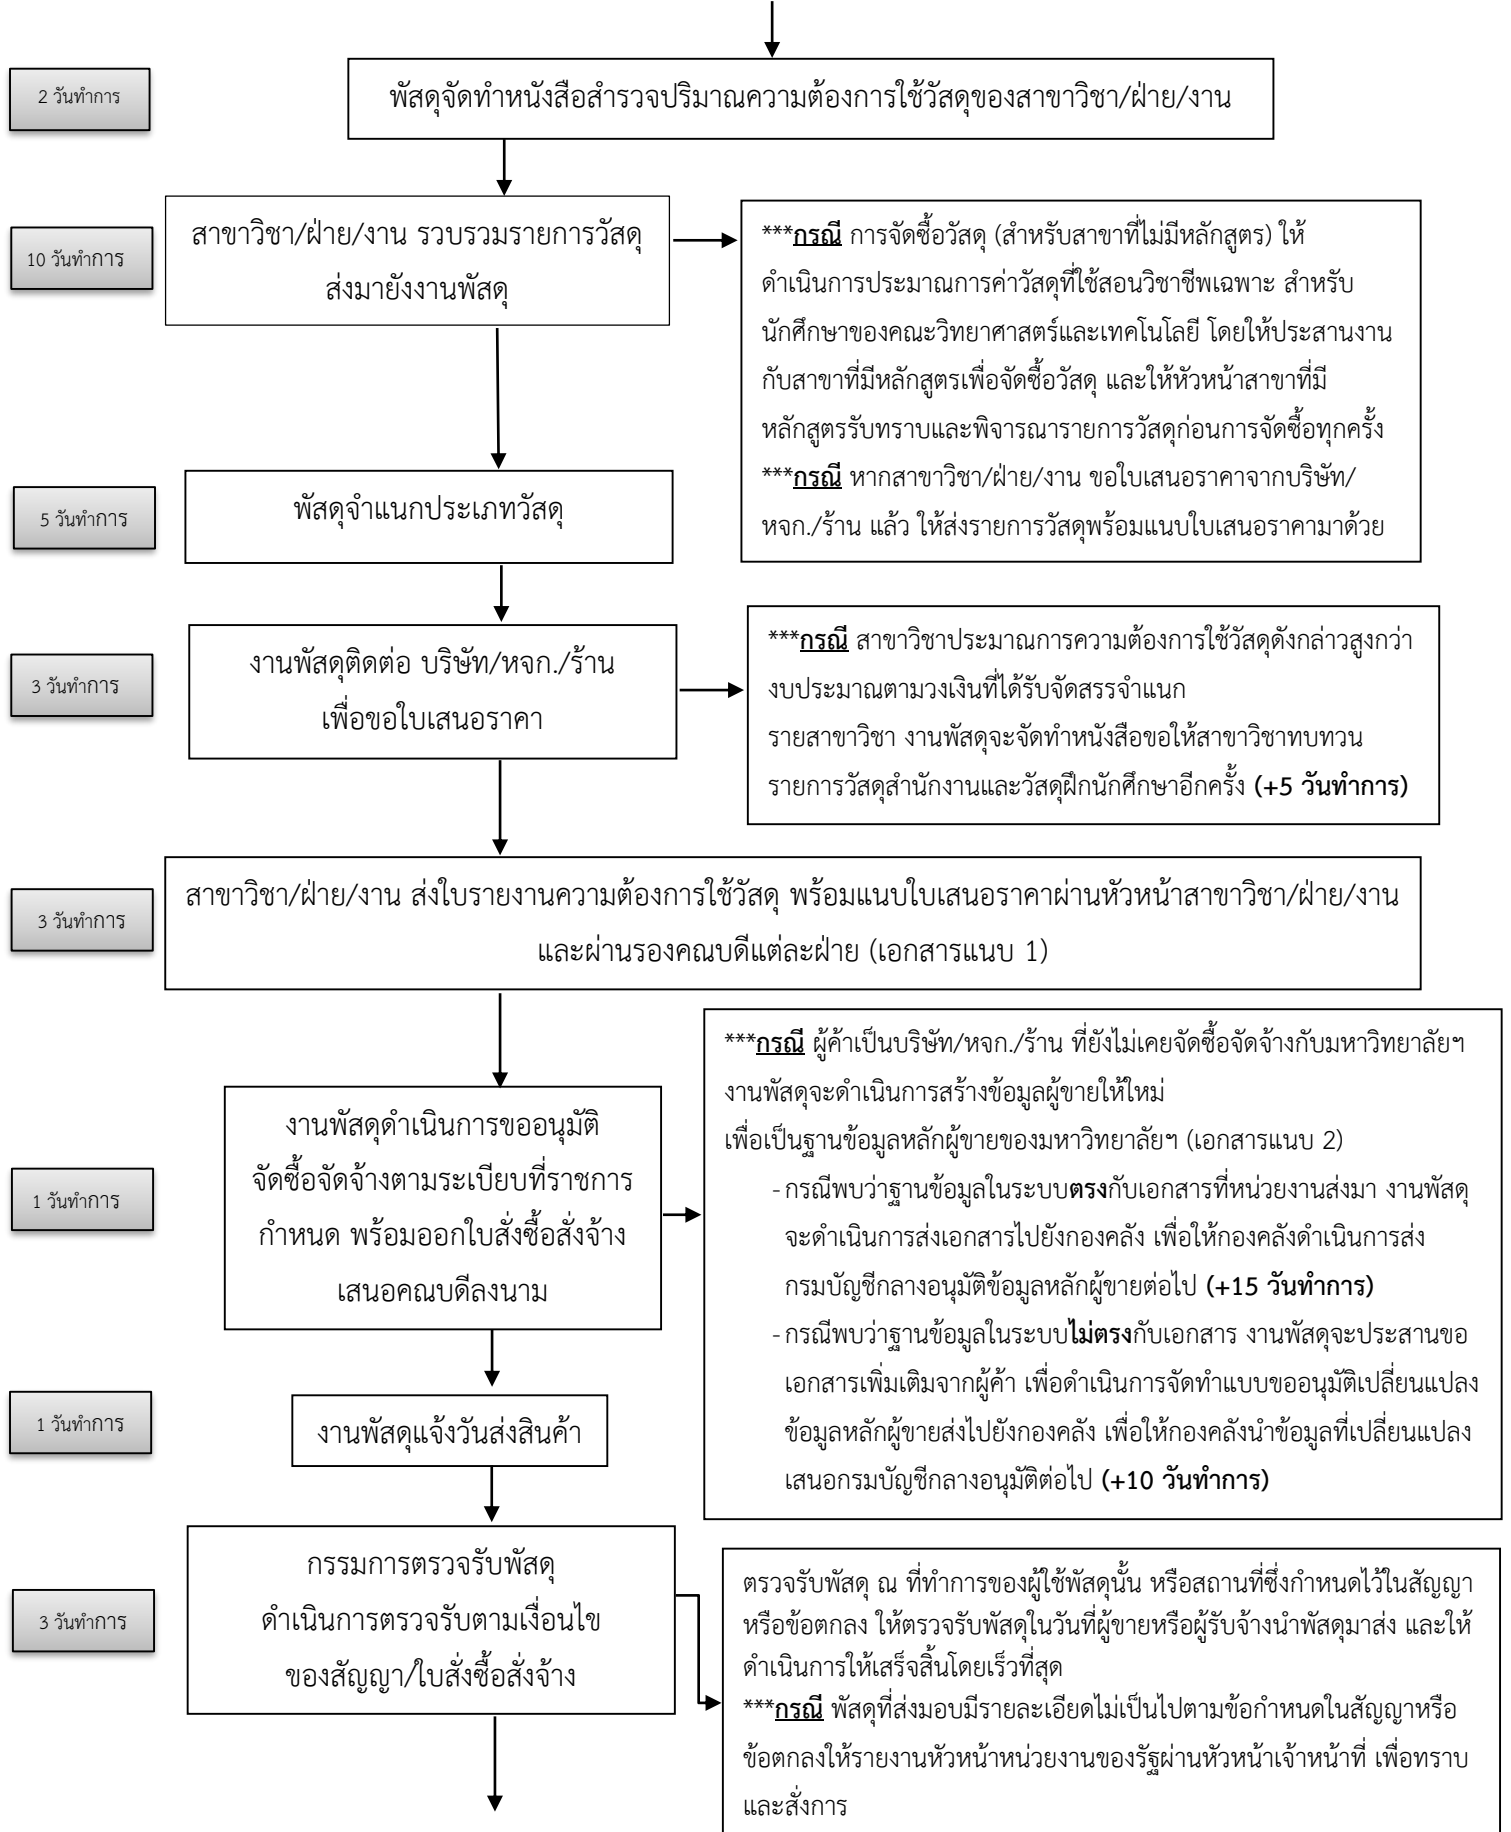 2 วันทำการ
พัสดุจัดทำหนังสือสำรวจปริมาณความต้องการใช้วัสดุของสาขาวิชา/ฝ่าย/งาน
10 วันทำการ
สาขาวิชา/ฝ่าย/งาน รวบรวมรายการวัสดุ
ส่งมายังงานพัสดุ
***กรณี การจัดซื้อวัสดุ (สำหรับสาขาที่ไม่มีหลักสูตร) ให้
ดำเนินการประมาณการค่าวัสดุที่ใช้สอนวิชาชีพเฉพาะ สำหรับ
นักศึกษาของคณะวิทยาศาสตร์และเทคโนโลยี โดยให้ประสานงาน
กับสาขาที่มีหลักสูตรเพื่อจัดซื้อวัสดุ และให้หัวหน้าสาขาที่มี
หลักสูตรรับทราบและพิจารณารายการวัสดุก่อนการจัดซื้อทุกครั้ง
***กรณี หากสาขาวิชา/ฝ่าย/งาน ขอใบเสนอราคาจากบริษัท/
หจก./ร้าน แล้ว ให้ส่งรายการวัสดุพร้อมแนบใบเสนอราคามาด้วย
5 วันทำการ
พัสดุจำแนกประเภทวัสดุ
3 วันทำการ
งานพัสดุติดต่อ บริษัท/หจก./ร้าน
เพื่อขอใบเสนอราคา
***กรณี สาขาวิชาประมาณการความต้องการใช้วัสดุดังกล่าวสูงกว่า
งบประมาณตามวงเงินที่ได้รับจัดสรรจำแนก
รายสาขาวิชา งานพัสดุจะจัดทำหนังสือขอให้สาขาวิชาทบทวน
รายการวัสดุสำนักงานและวัสดุฝึกนักศึกษาอีกครั้ง (+5 วันทำการ)
3 วันทำการ
สาขาวิชา/ฝ่าย/งาน ส่งใบรายงานความต้องการใช้วัสดุ พร้อมแนบใบเสนอราคาผ่านหัวหน้าสาขาวิชา/ฝ่าย/งาน
และผ่านรองคณบดีแต่ละฝ่าย (เอกสารแนบ 1)
1 วันทำการ
งานพัสดุดำเนินการขออนุมัติ
จัดซื้อจัดจ้างตามระเบียบที่ราชการ
กำหนด พร้อมออกใบสั่งซื้อสั่งจ้าง
เสนอคณบดีลงนาม
***กรณี ผู้ค้าเป็นบริษัท/หจก./ร้าน ที่ยังไม่เคยจัดซื้อจัดจ้างกับมหาวิทยาลัยฯ
งานพัสดุจะดำเนินการสร้างข้อมูลผู้ขายให้ใหม่
เพื่อเป็นฐานข้อมูลหลักผู้ขายของมหาวิทยาลัยฯ (เอกสารแนบ 2)
- กรณีพบว่าฐานข้อมูลในระบบตรงกับเอกสารที่หน่วยงานส่งมา งานพัสดุ
จะดำเนินการส่งเอกสารไปยังกองคลัง เพื่อให้กองคลังดำเนินการส่ง
กรมบัญชีกลางอนุมัติข้อมูลหลักผู้ขายต่อไป (+15 วันทำการ)
- กรณีพบว่าฐานข้อมูลในระบบไม่ตรงกับเอกสาร งานพัสดุจะประสานขอ
เอกสารเพิ่มเติมจากผู้ค้า เพื่อดำเนินการจัดทำแบบขออนุมัติเปลี่ยนแปลง
ข้อมูลหลักผู้ขายส่งไปยังกองคลัง เพื่อให้กองคลังนำข้อมูลที่เปลี่ยนแปลง
เสนอกรมบัญชีกลางอนุมัติต่อไป (+10 วันทำการ)
1 วันทำการ
งานพัสดุแจ้งวันส่งสินค้า
3 วันทำการ
กรรมการตรวจรับพัสดุ
ดำเนินการตรวจรับตามเงื่อนไข
ของสัญญา/ใบสั่งซื้อสั่งจ้าง
ตรวจรับพัสดุ ณ ที่ทำการของผู้ใช้พัสดุนั้น หรือสถานที่ซึ่งกำหนดไว้ในสัญญา
หรือข้อตกลง ให้ตรวจรับพัสดุในวันที่ผู้ขายหรือผู้รับจ้างนำพัสดุมาส่ง และให้
ดำเนินการให้เสร็จสิ้นโดยเร็วที่สุด
***กรณี พัสดุที่ส่งมอบมีรายละเอียดไม่เป็นไปตามข้อกำหนดในสัญญาหรือ
ข้อตกลงให้รายงานหัวหน้าหน่วยงานของรัฐผ่านหัวหน้าเจ้าหน้าที่ เพื่อทราบ
และสั่งการ